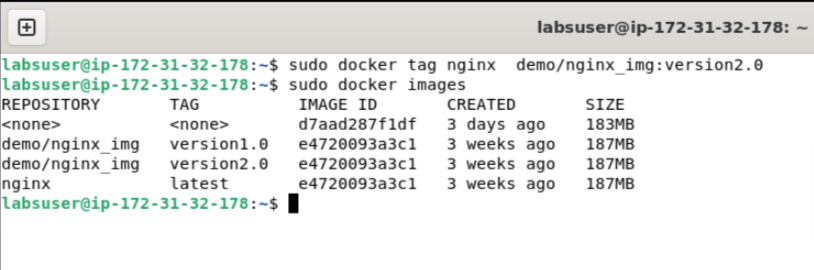 labsuser@ip-172-31-32-178: ~
labsuser@ip-172-31-32-178:~$ sudo docker tag nginx  demo/nginx_img:version2.0
labsuser@ip-172-31-32-178:~$ sudo docker images
REPOSITORY       TAG          IMAGE ID       CREATED       SIZE
<none>           <none>       d7aad287f1df   3 days ago    183MB
demo/nginx_img   version1.0   e4720093a3c1   3 weeks ago   187MB
demo/nginx_img   version2.0   e4720093a3c1   3 weeks ago   187MB
nginx            latest       e4720093a3c1   3 weeks ago   187MB
labsuser@ip-172-31-32-178:~$